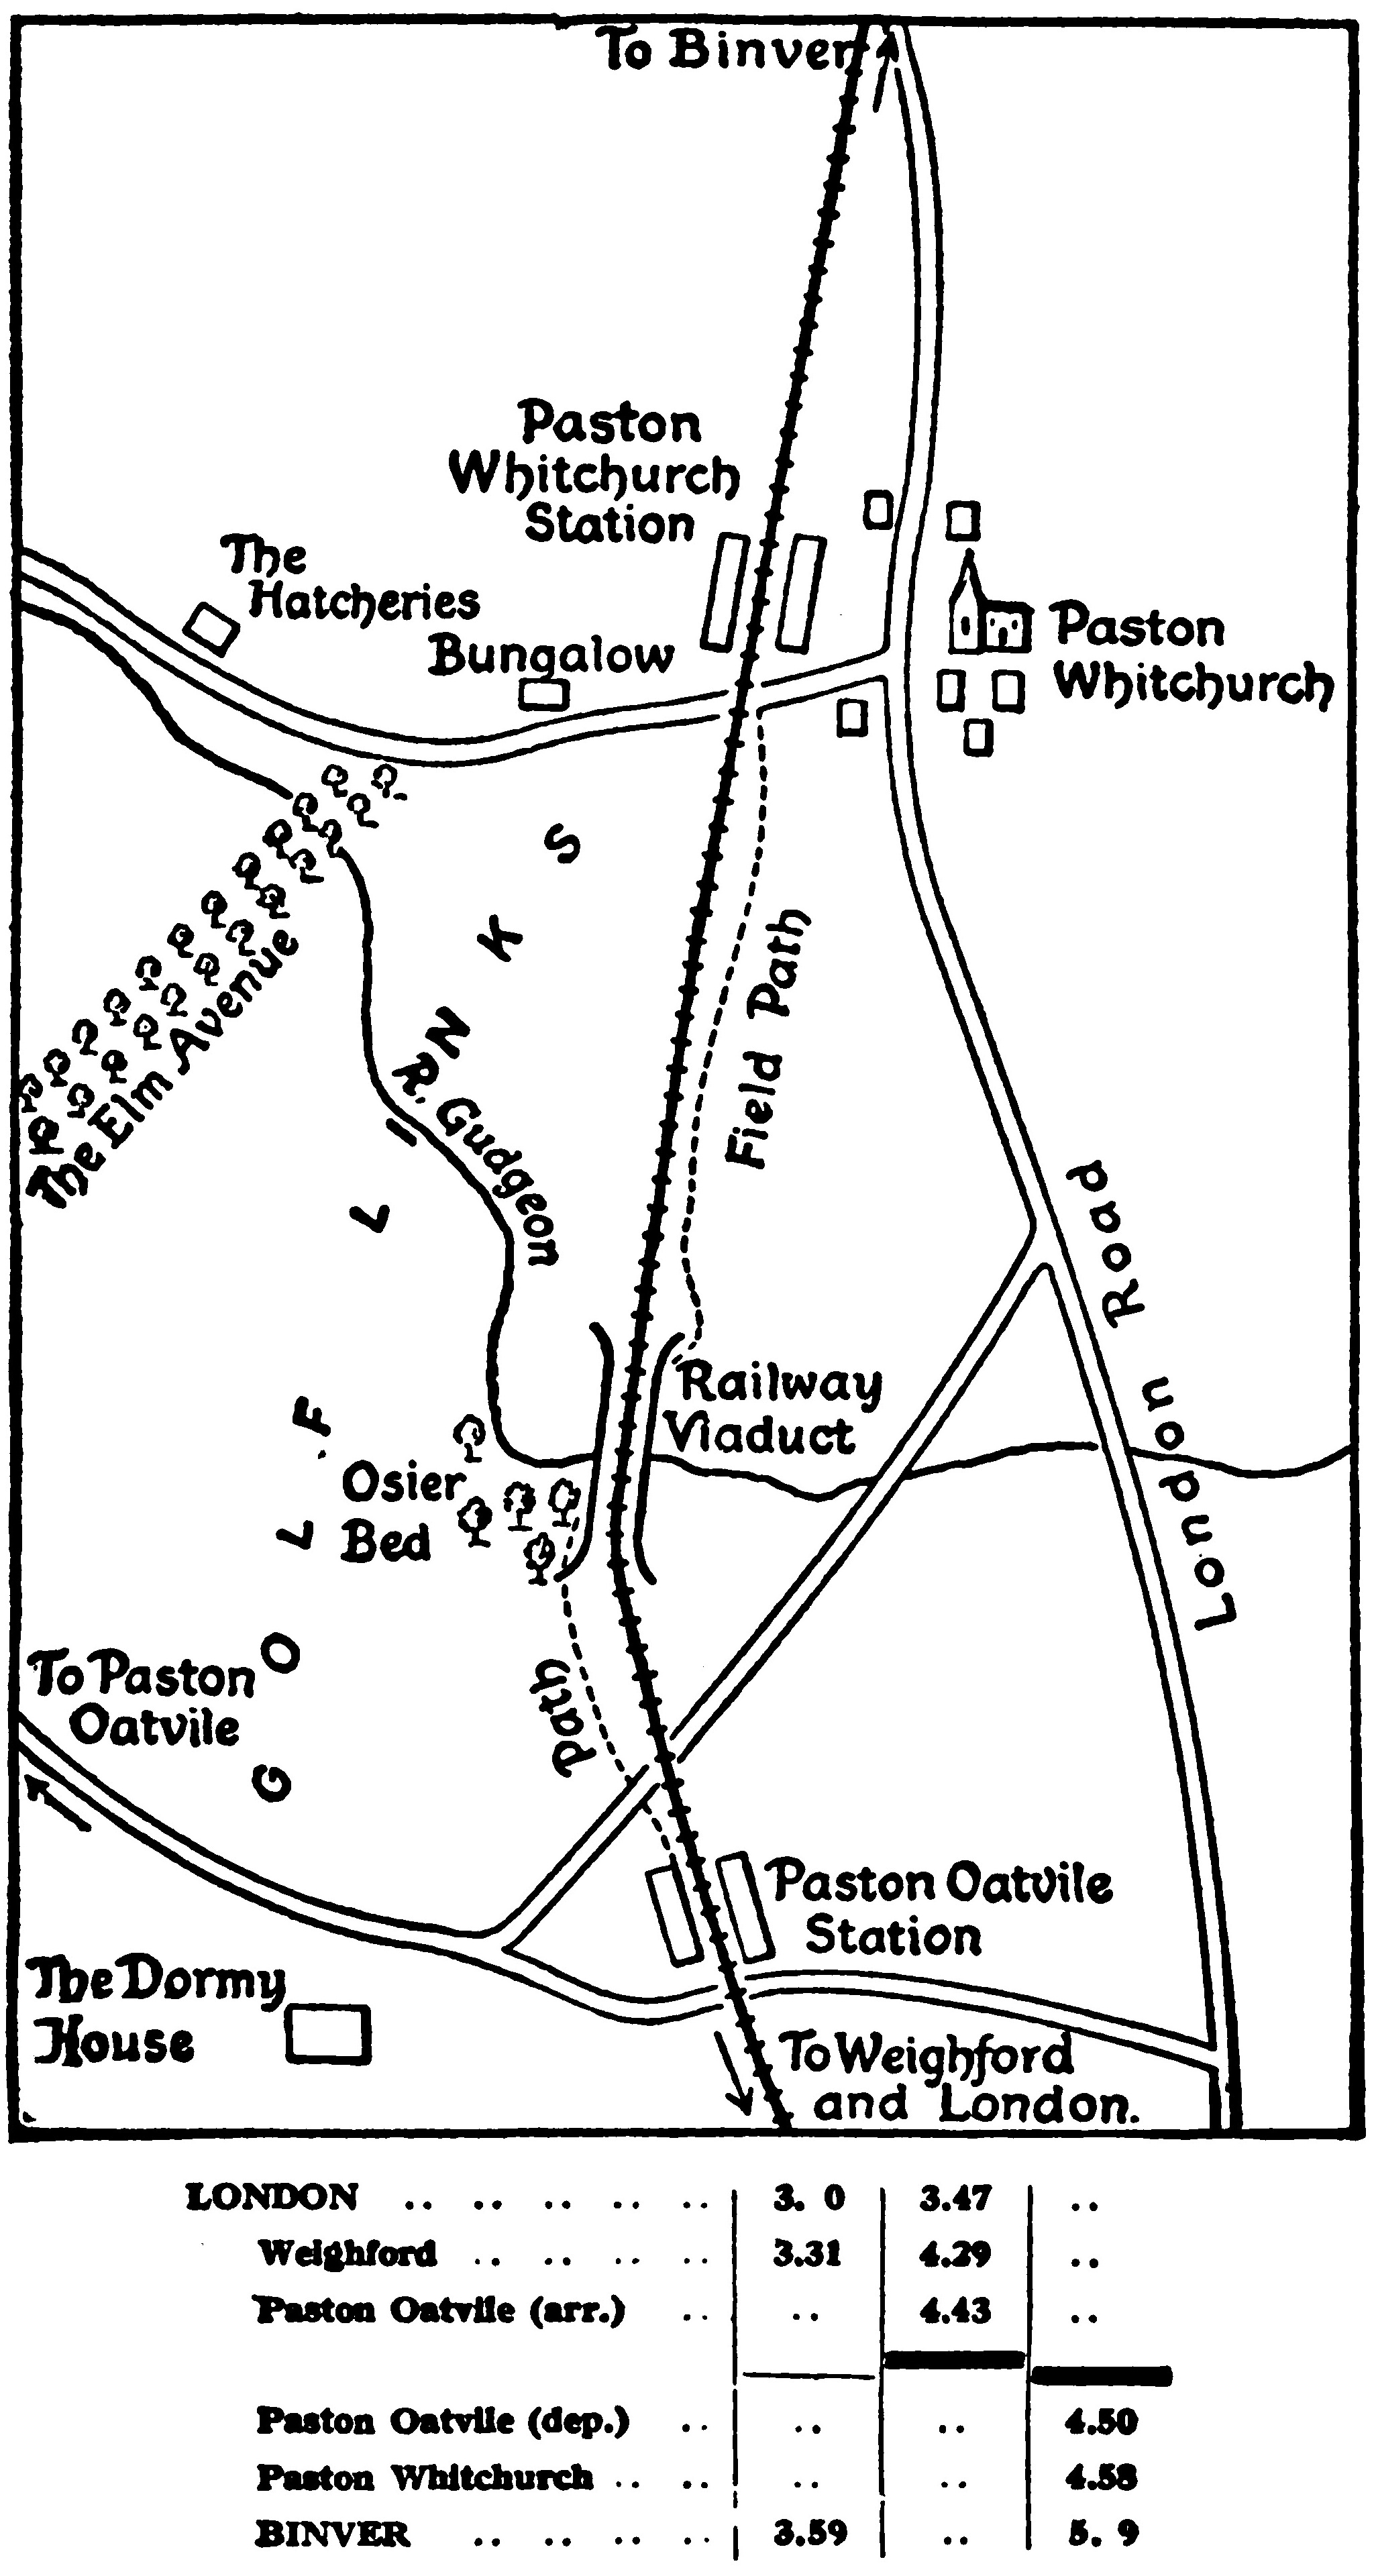 To Binver
Paston
Whitchurch
Station
The
Hatcheries
Bungalow
Paston
Whitchurch
The Elm Avenue
R. Gudgeon
GOLF LINKS
Field Path
London Road
Railway
Viaduct
Osier
Bed
Path
To Paston
Oatvile
Paston Oatvile
Station
The Dormy
House
To Weighford
and London.
LONDON .. .. .. .. .. 3. 0 3.47 ..
Weighford .. .. .. .. 3.31 4.29 ..
Paston Oatvile (arr.) .. .. 4.43 ..
Paston Oatvile (dep.) .. .. .. 4.50
Paston Whitchurch .. .. .. .. 4.58
BINVER .. .. .. .. 3.59 .. 5. 9